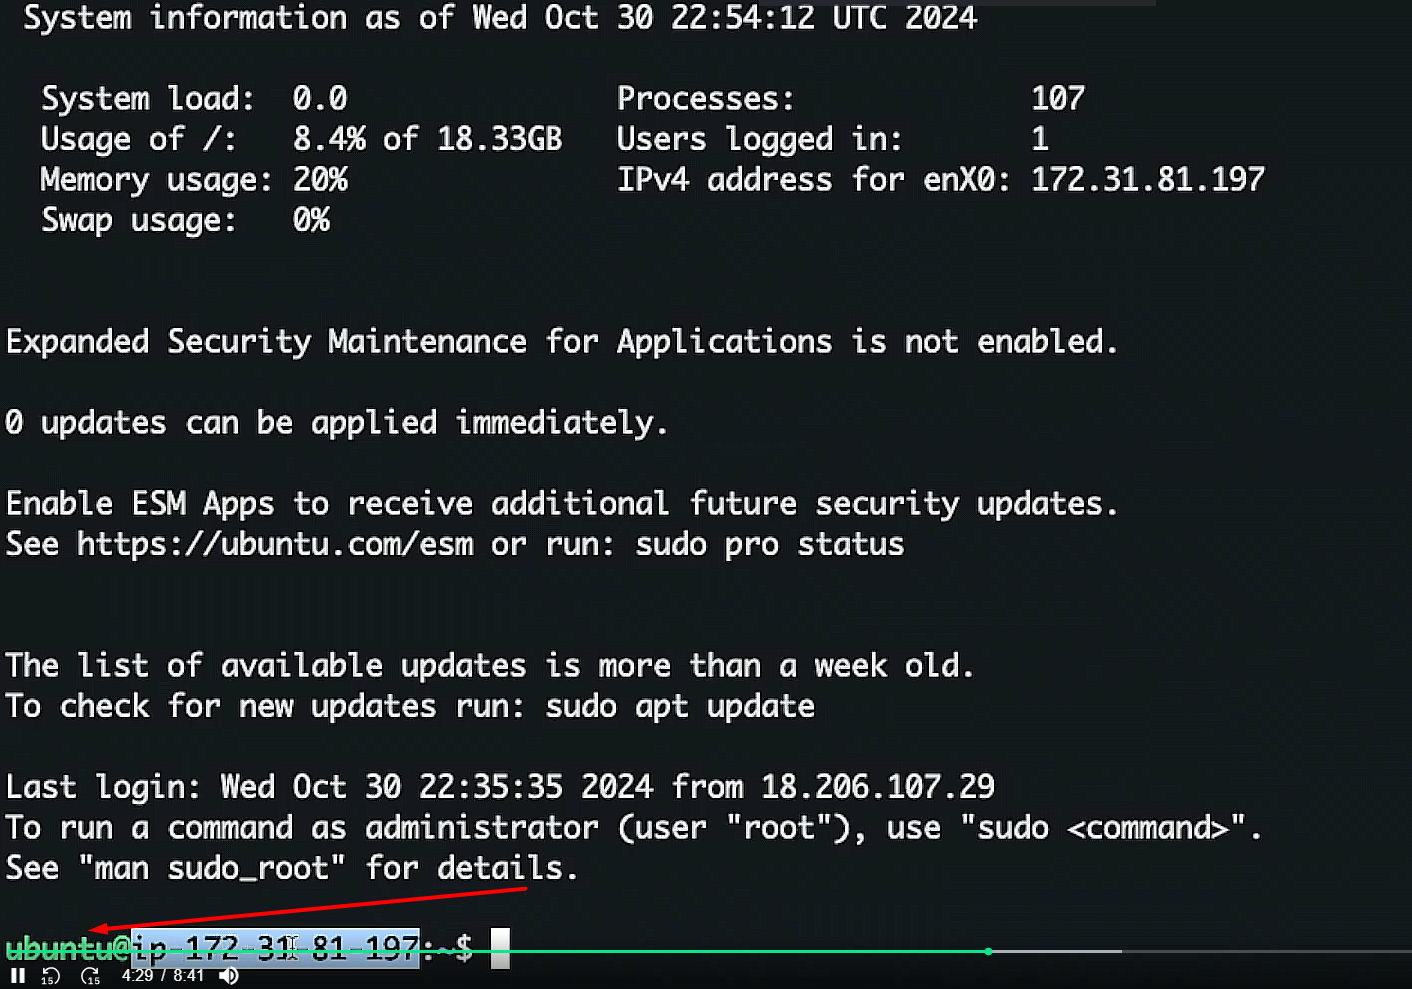 System information as of Wed Oct 30 22:54:12 UTC 2024
System load: 0.0 Processes: 107
Usage of /: 8.4% of 18.33GB Users logged in: 1
Memory usage: 20% IPv4 address for enX0: 172.31.81.197
Swap usage: 0%
Expanded Security Maintenance for Applications is not enabled.
0 updates can be applied immediately.
Enable ESM Apps to receive additional future security updates.
See https://ubuntu.com/esm or run: sudo pro status
The list of available updates is more than a week old.
To check for new updates run: sudo apt update
Last login: Wed Oct 30 22:35:35 2024 from 18.206.107.29
To run a command as administrator (user "root"), use "sudo <command>".
See "man sudo_root" for details.
ubuntu@ip-172-31-81-197:~$
15 15 4:29 / 8:41